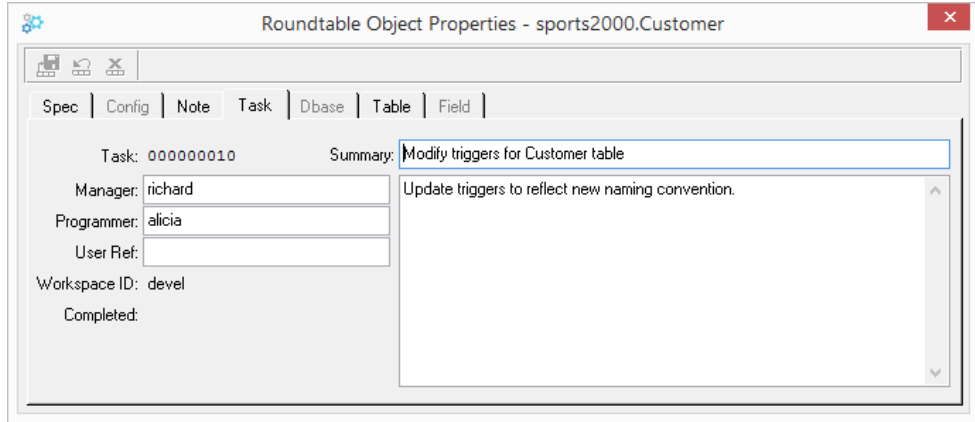 Roundtable Object Properties - sports2000.Customer
Spec Config Note Task Dbase Table Field
Task: 000000010 Summary: Modify triggers for Customer table
Manager: richard Update triggers to reflect new naming convention.
Programmer: alicia
User Ref:
Workspace ID: devel
Completed: